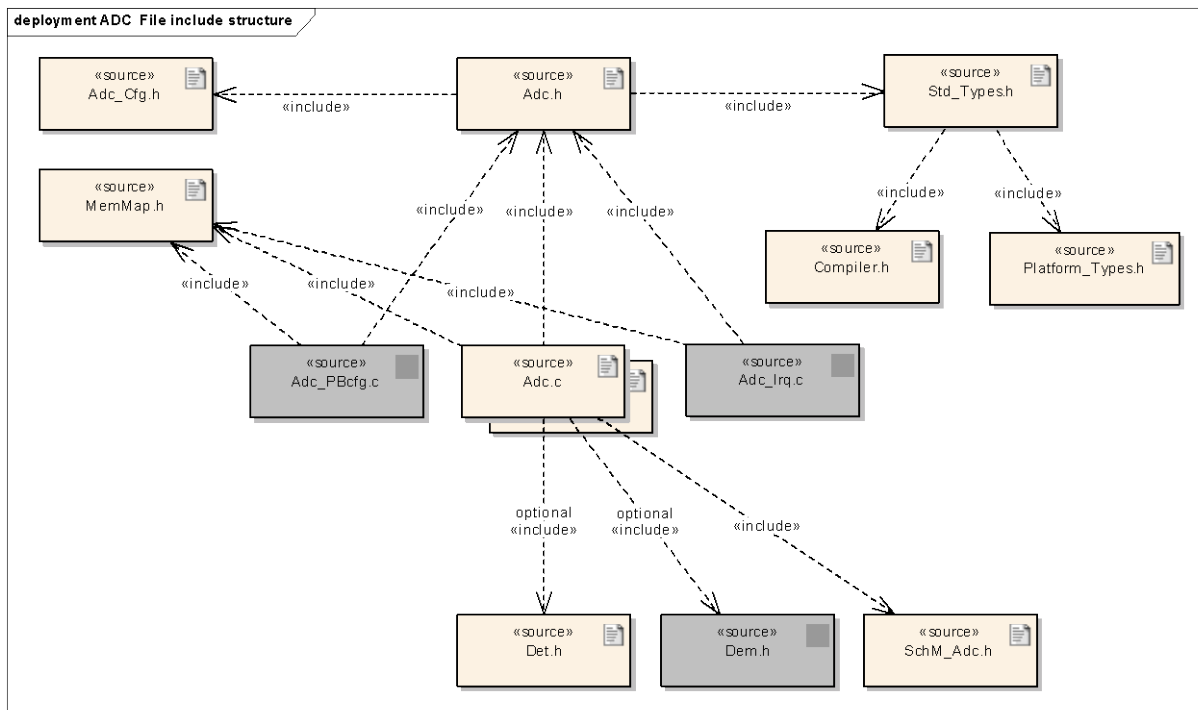 deployment ADC File include structure
«source»
Adc_Cfg.h
«include»
«source»
Adc.h
«include»
«source»
Std_Types.h
«source»
MemMap.h
«include»
«include»
«include»
«include»
«include»
«source»
Compiler.h
«source»
Platform_Types.h
«include»
«include»
«include»
«source»
Adc_PBcfg.c
«source»
Adc.c
«source»
Adc_Irq.c
optional
«include»
optional
«include»
«include»
«source»
Det.h
«source»
Dem.h
«source»
SchM_Adc.h